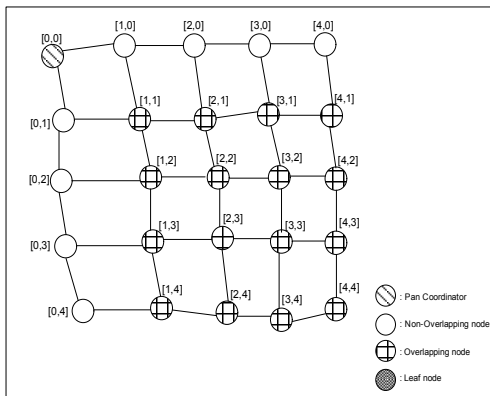 [0,0] [1,0] [2,0] [3,0] [4,0]
[1,1] [2,1] [3,1] [4,1]
[0,1]
[1,2] [2,2] [3,2] [4,2]
[0,2]
[1,3] [2,3] [3,3] [4,3]
[0,3]
[1,4] [2,4] [3,4] [4,4]
[0,4]
: Pan Coordinator
: Non-Overlapping node
: Overlapping node
: Leaf node